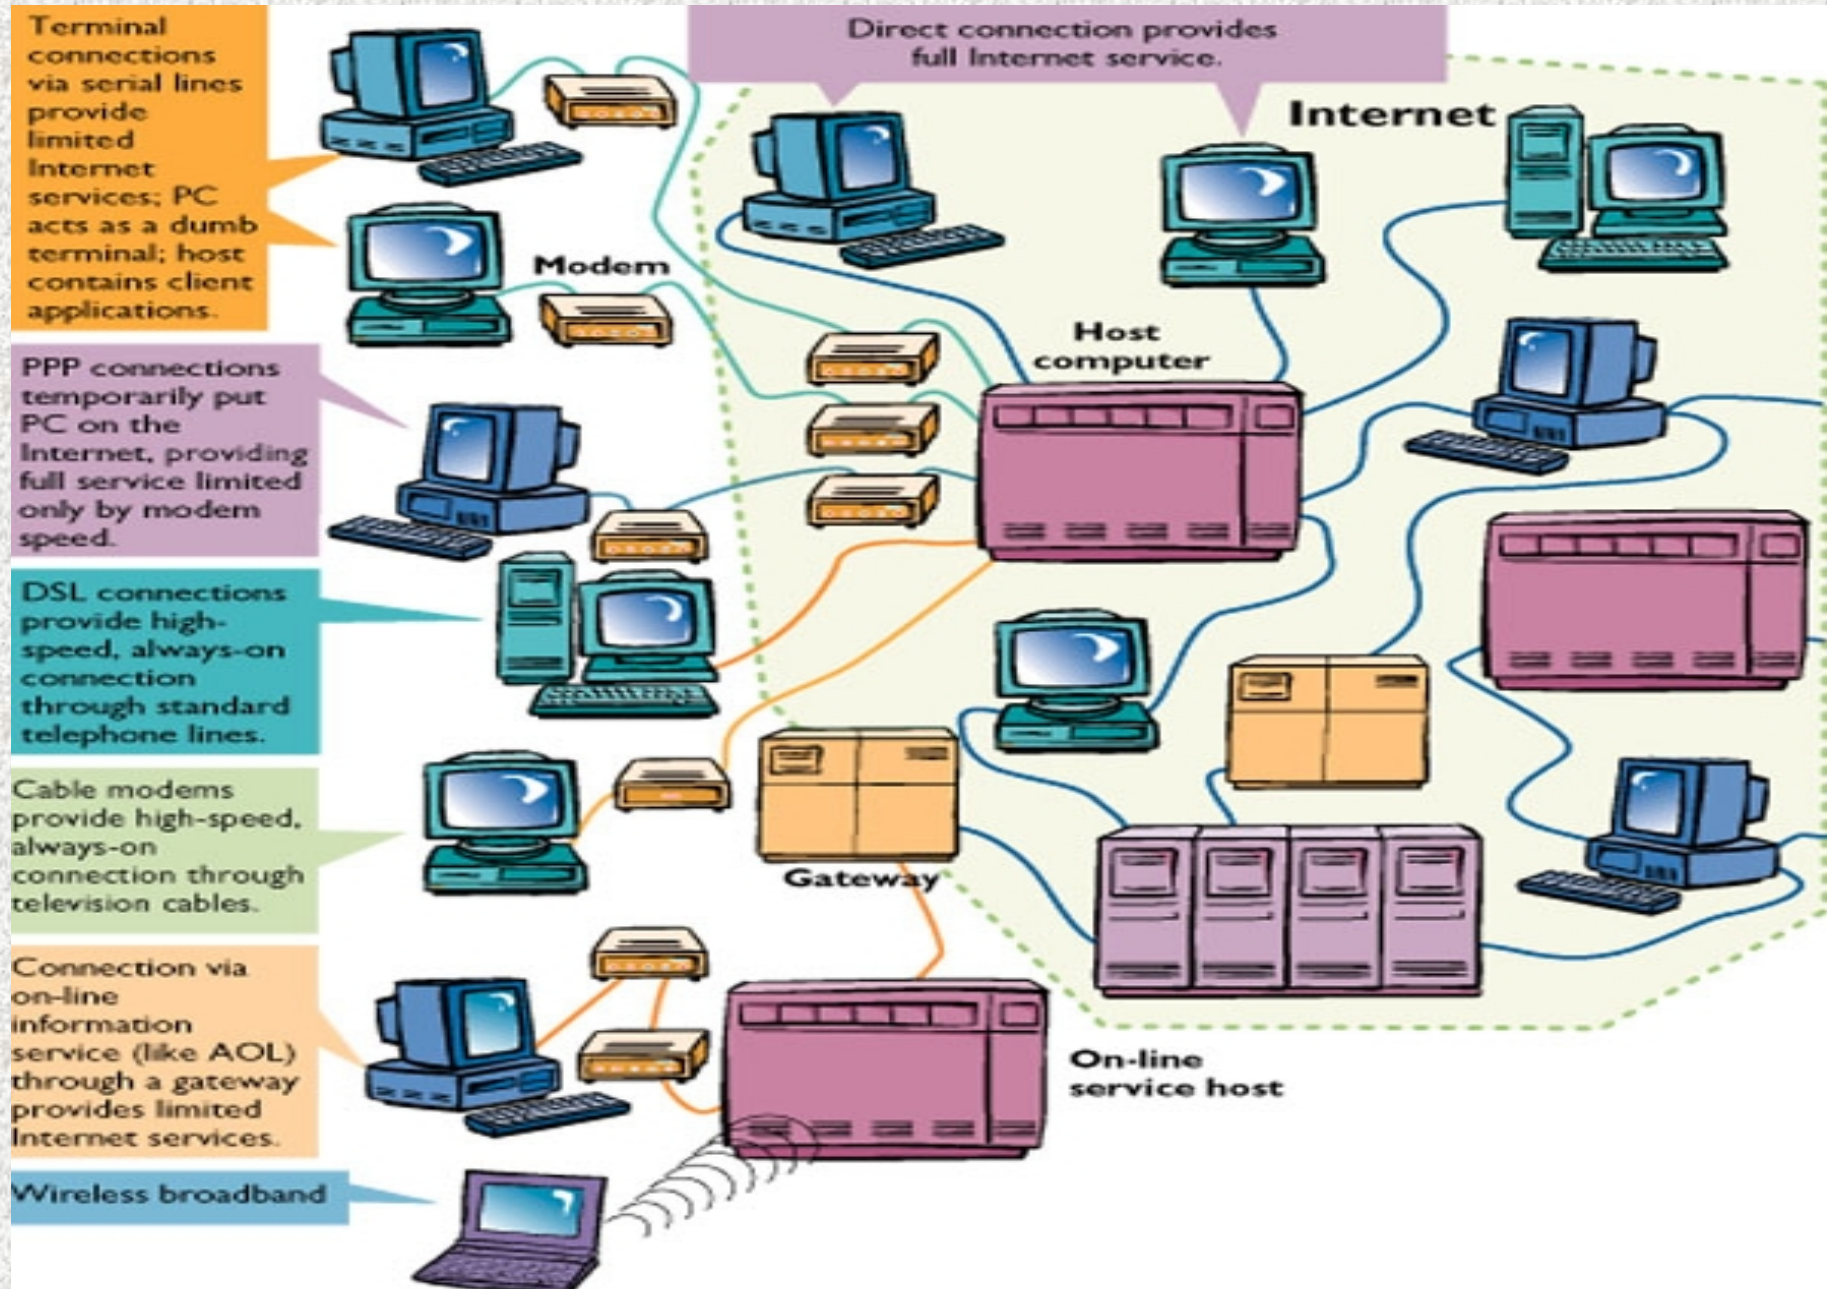 Terminal
connections
via serial lines
provide
limited
Internet
services; PC
acts as a dumb
terminal; host
contains client
applications.
Direct connection provides
full Internet service.
Internet
Modem
Host
computer
PPP connections
temporarily put
PC on the
Internet, providing
full service limited
only by modem
speed.
DSL connections
provide high-
speed, always-on
connection
through standard
telephone lines.
Cable modems
provide high-speed,
always-on
connection through
television cables.
Gateway
Connection via
on-line
information
service (like AOL)
through a gateway
provides limited
Internet services.
On-line
service host
Wireless broadband